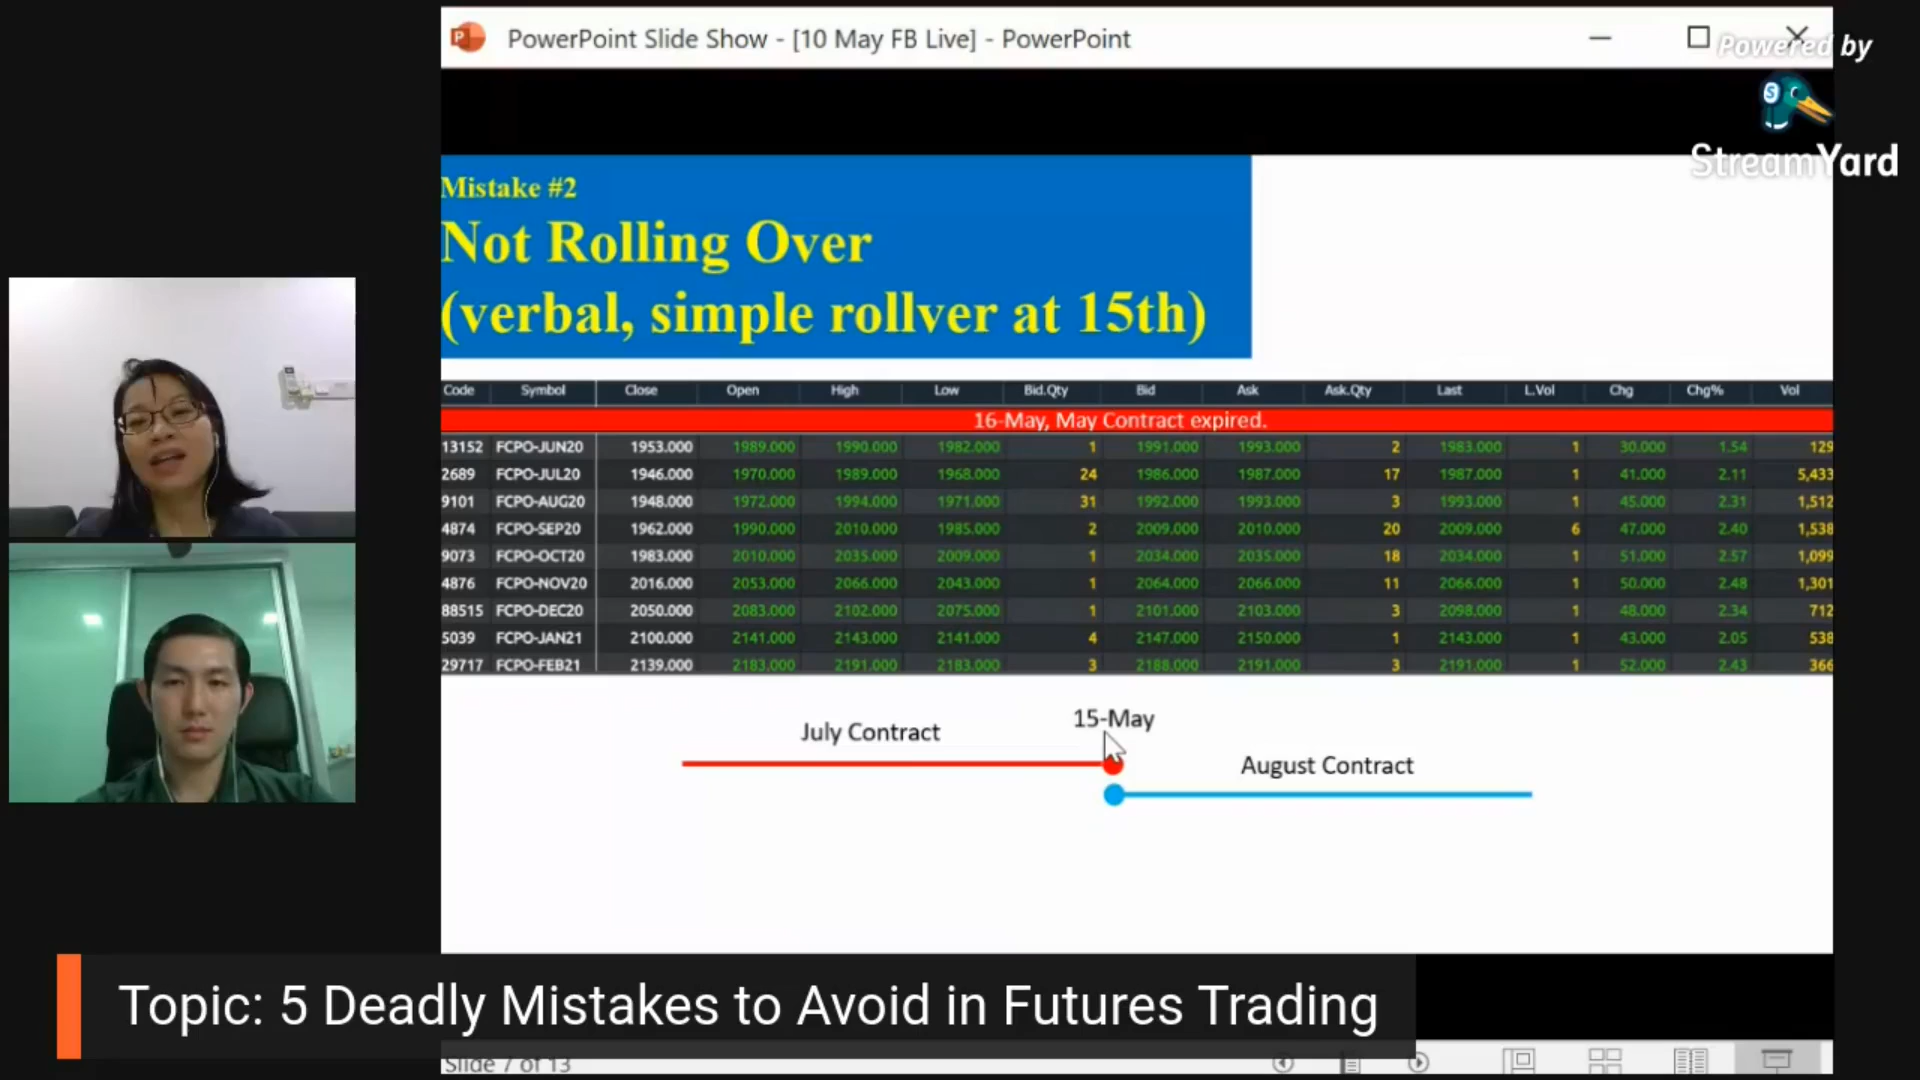 PowerPoint Slide Show - [10 May FB Live] - PowerPoint
Powered by
StreamYard
Mistake #2
Not Rolling Over
(verbal, simple rollver at 15th)
Code Symbol Close Open High Low Bid.Qty Bid Ask Ask.Qty Last L.Vol Chg Chg% Vol
16-May, May Contract expired.
13152 FCPO-JUN20 1953.000 1989.000 1990.000 1982.000 1 1991.000 1993.000 2 1983.000 1 30.000 1.54 129
2689 FCPO-JUL20 1946.000 1970.000 1989.000 1968.000 24 1986.000 1987.000 17 1987.000 1 41.000 2.11 5,433
9101 FCPO-AUG20 1948.000 1972.000 1994.000 1971.000 31 1992.000 1993.000 3 1993.000 1 45.000 2.31 1,512
4874 FCPO-SEP20 1962.000 1990.000 2010.000 1985.000 2 2009.000 2010.000 20 2009.000 6 47.000 2.40 1,538
9073 FCPO-OCT20 1983.000 2010.000 2035.000 2009.000 1 2034.000 2035.000 18 2034.000 1 51.000 2.57 1,099
4876 FCPO-NOV20 2016.000 2053.000 2066.000 2043.000 1 2064.000 2066.000 11 2066.000 1 50.000 2.48 1,301
88515 FCPO-DEC20 2050.000 2083.000 2102.000 2075.000 1 2101.000 2103.000 3 2098.000 1 48.000 2.34 712
5039 FCPO-JAN21 2100.000 2141.000 2143.000 2141.000 4 2147.000 2150.000 1 2143.000 1 43.000 2.05 538
29717 FCPO-FEB21 2139.000 2183.000 2191.000 2183.000 3 2188.000 2191.000 3 2191.000 1 52.000 2.43 366
15-May
July Contract
August Contract
Topic: 5 Deadly Mistakes to Avoid in Futures Trading
Slide 7 of 13